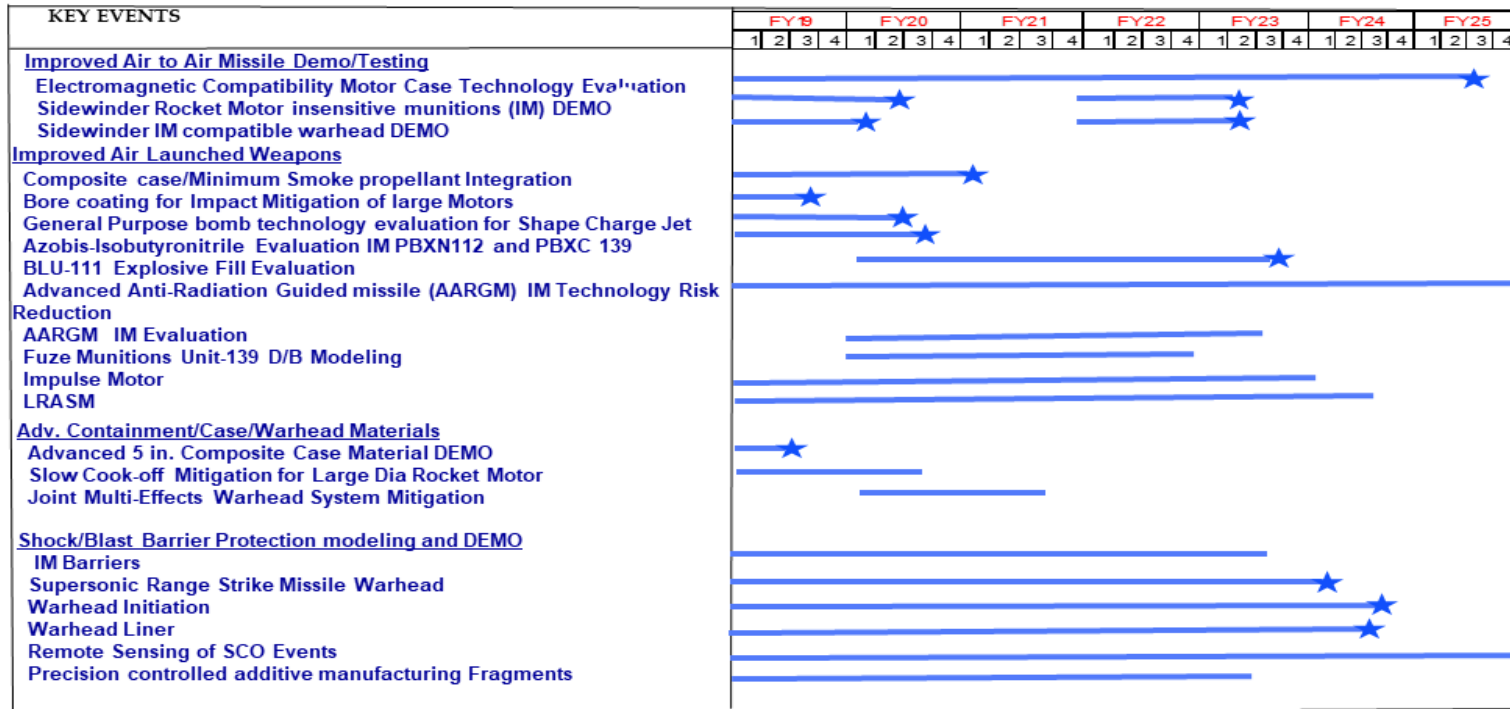 KEY EVENTS
FY19 FY20 FY21 FY22 FY23 FY24 FY25
1 2 3 4 1 2 3 4 1 2 3 4 1 2 3 4 1 2 3 4 1 2 3 4 1 2 3 4
Improved Air to Air Missile Demo/Testing
Electromagnetic Compatibility Motor Case Technology Evaluation
Sidewinder Rocket Motor insensitive munitions (IM) DEMO
Sidewinder IM compatible warhead DEMO
Improved Air Launched Weapons
Composite case/Minimum Smoke propellant Integration
Bore coating for Impact Mitigation of large Motors
General Purpose bomb technology evaluation for Shape Charge Jet
Azobis-Isobutyronitrile Evaluation IM PBXN112 and PBXC 139
BLU-111 Explosive Fill Evaluation
Advanced Anti-Radiation Guided missile (AARGM) IM Technology Risk
Reduction
AARGM IM Evaluation
Fuze Munitions Unit-139 D/B Modeling
Impulse Motor
LRASM
Adv. Containment/Case/Warhead Materials
Advanced 5 in. Composite Case Material DEMO
Slow Cook-off Mitigation for Large Dia Rocket Motor
Joint Multi-Effects Warhead System Mitigation
Shock/Blast Barrier Protection modeling and DEMO
IM Barriers
Supersonic Range Strike Missile Warhead
Warhead Initiation
Warhead Liner
Remote Sensing of SCO Events
Precision controlled additive manufacturing Fragments